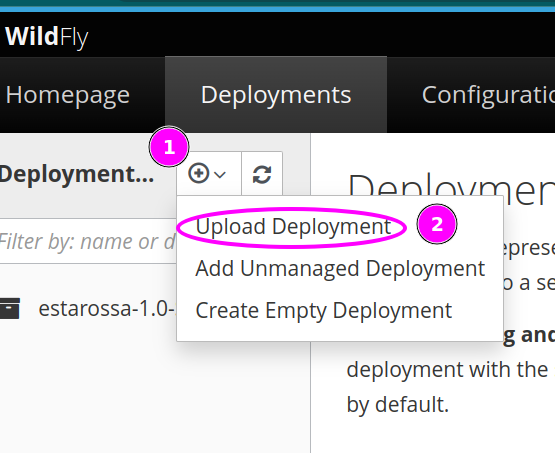 WildFly
Homepage Deployments Configuratio
1
Deployment...
Deploymen
Filter by: name or d
Upload Deployment 2
eprese
Add Unmanaged Deployment
o a se
estarossa-1.0-
Create Empty Deployment
g and
deployment with the
by default.